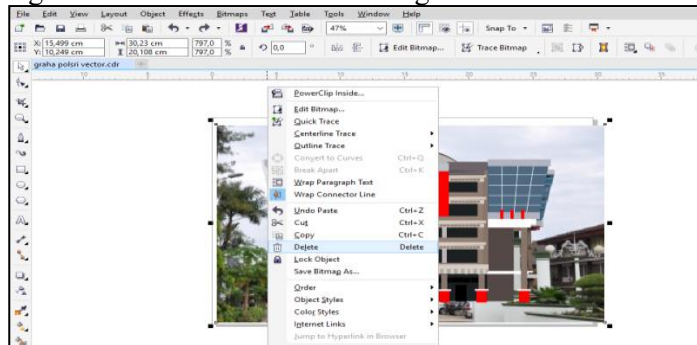 File Edit View Layout Object Effects Bitmaps Text Table Tools Window Help
47% Snap To
X: 15,499 cm 30,23 cm 797,0 % 0,0 ° Edit Bitmap... Trace Bitmap
Y: 10,249 cm 20,108 cm 797,0 %
graha polsri vector.cdr
PowerClip Inside...
Edit Bitmap...
Quick Trace
Centerline Trace
Outline Trace
Convert to Curves Ctrl+Q
Break Apart Ctrl+K
Wrap Paragraph Text
Wrap Connector Line
Undo Paste Ctrl+Z
Cut Ctrl+X
Copy Ctrl+C
Delete Delete
Lock Object
Save Bitmap As...
Order
Object Styles
Color Styles
Internet Links
Jump to Hyperlink in Browser